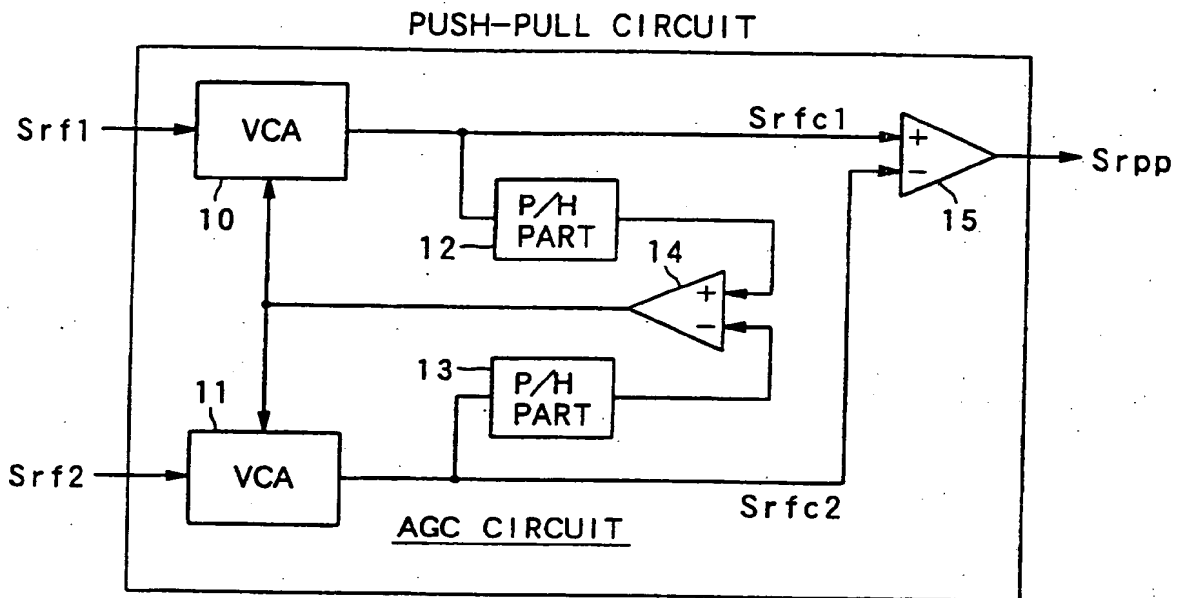 PUSH-PULL CIRCUIT
Srf1
VCA
10
Srfc1
+
-
15
Srpp
P/H
PART
12
14
+
-
13
P/H
PART
11
Srf2
VCA
Srfc2
AGC CIRCUIT